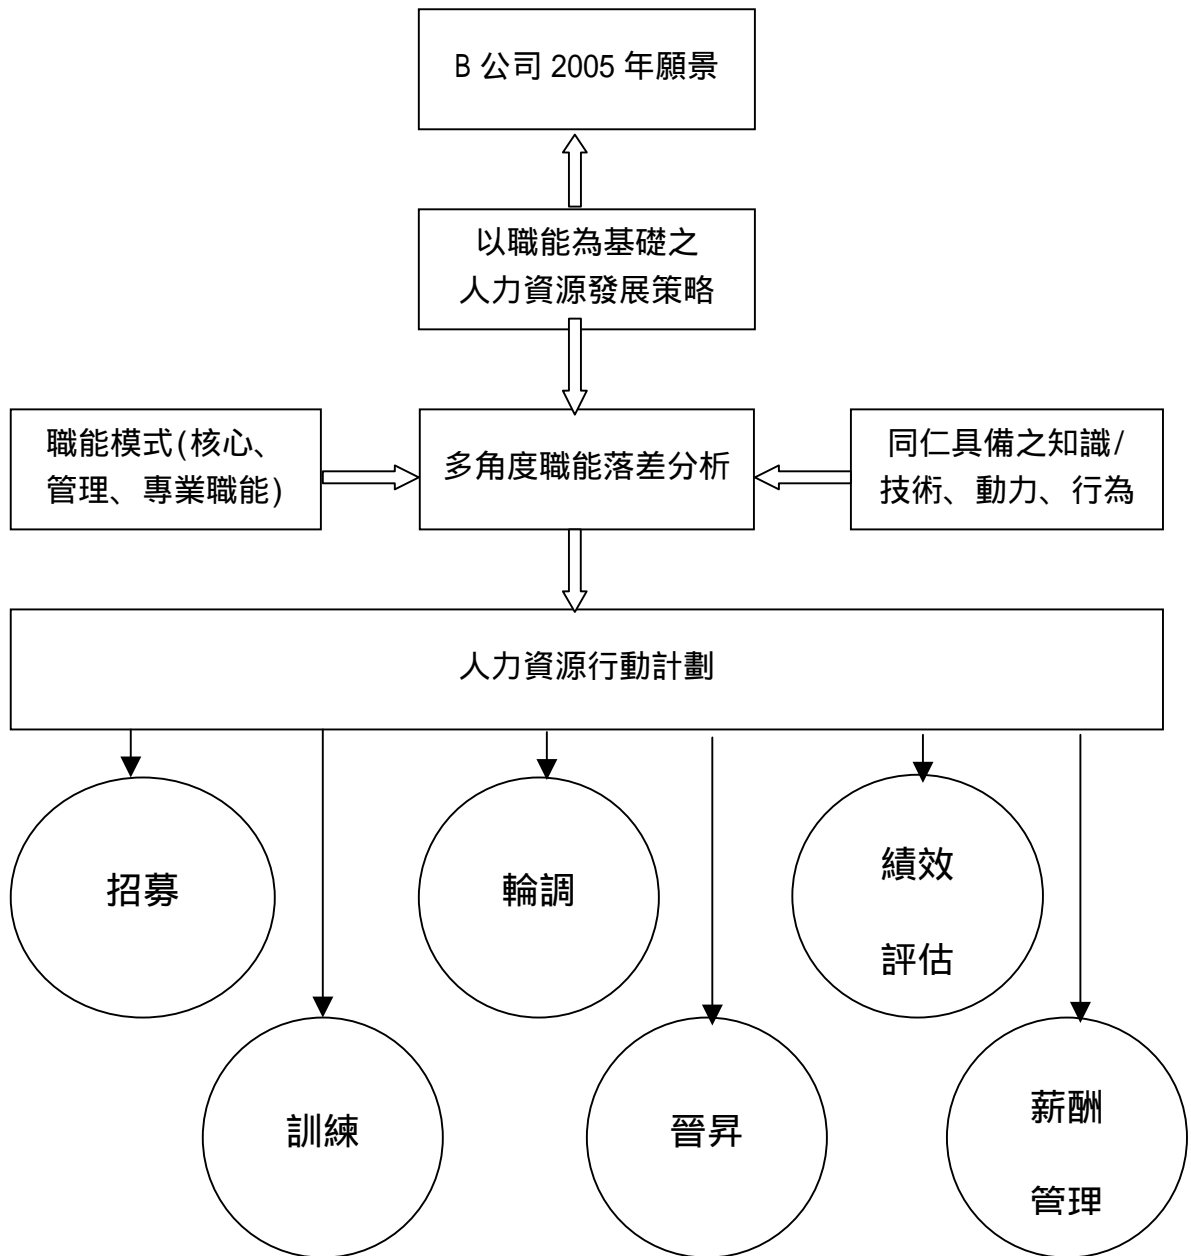 B 公司 2005 年願景
以職能為基礎之
人力資源發展策略
職能模式(核心、
管理、專業職能)
多角度職能落差分析
同仁具備之知識/
技術、動力、行為
人力資源行動計劃
招募
輪調
績效
評估
訓練
晉昇
薪酬
管理